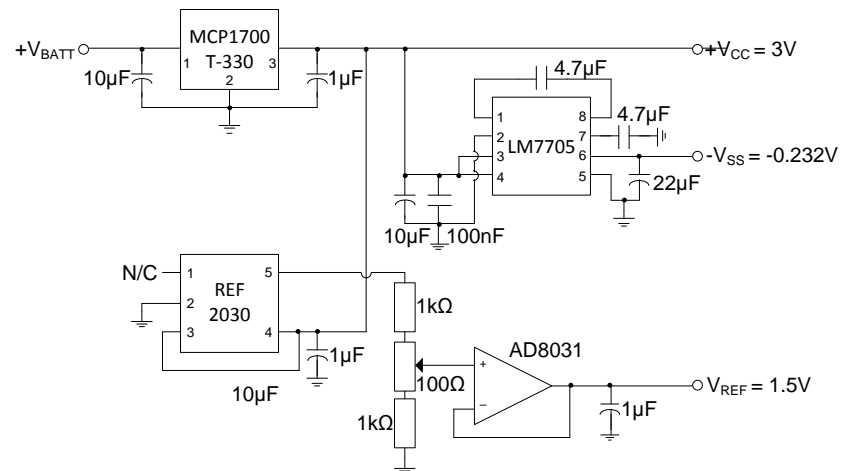 +VBATT
MCP1700
T-330
1
2
3
10µF
1µF
+VCC = 3V
4.7µF
4.7µF
LM7705
1
2
3
4
8
7
6
5
-VSS = -0.232V
22µF
10µF
100nF
N/C
REF
2030
1
2
3
5
4
1µF
10µF
1kΩ
100Ω
1kΩ
AD8031
+
–
VREF = 1.5V
1µF